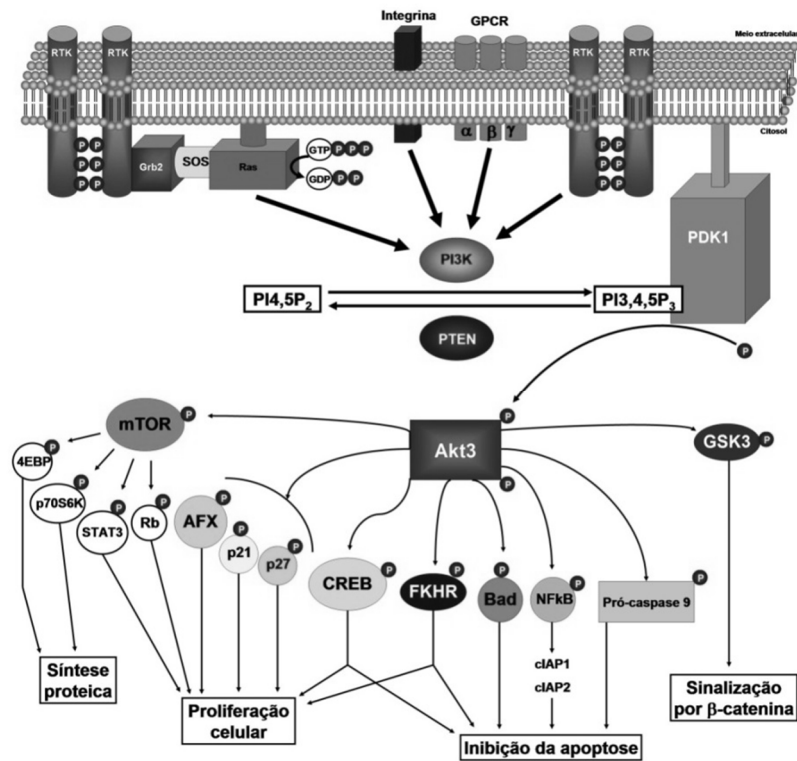 Integrina
GPCR
Meio extracelular
RTK
RTK
RTK
RTK
Citosol
α
β
γ
P P
P P
P P
Grb2
SOS
Ras
GTP P P P
GDP P P
P P
P P
P P
PDK1
PI3K
PI4,5P2
PI3,4,5P3
PTEN
P
P
mTOR
P
Akt3
P
GSK3
P
4EBP
P
p70S6K
P
STAT3
P
Rb
P
AFX
P
p21
P
p27
P
CREB
P
FKHR
P
Bad
P
NFkB
P
Pró-caspase 9
P
cIAP1
cIAP2
Síntese
proteica
Proliferação
celular
Inibição da apoptose
Sinalização
por β-catenina